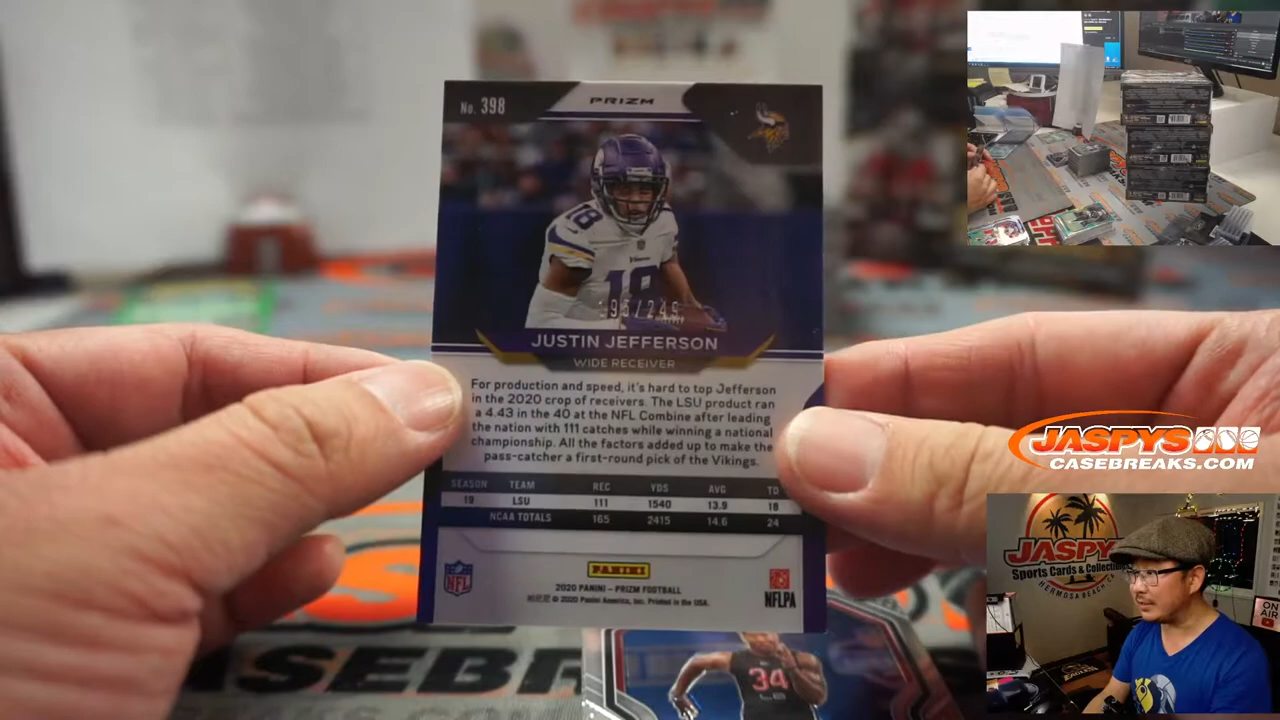 No. 398
PRIZM
18
18
JUSTIN JEFFERSON
WIDE RECEIVER
For production and speed, it's hard to top Jefferson
in the 2020 crop of receivers. The LSU product ran
a 4.43 in the 40 at the NFL Combine after leading
the nation with 111 catches while winning a national
championship. All the factors added up to make the
pass-catcher a first-round pick of the Vikings.
SEASON TEAM REC YDS AVG TD
19 LSU 111 1540 13.9 18
NCAA TOTALS 165 2415 14.6 24
NFL
PANINI
2020 PANINI – PRIZM FOOTBALL
© 2020 Panini America, Inc. Printed in the USA.
NFLPA
34
CASEBREA
JASPYS
CASEBREAKS.COM
JASPY
Sports Cards & Collectibles
HERMOSA BEACH
ON
AIR